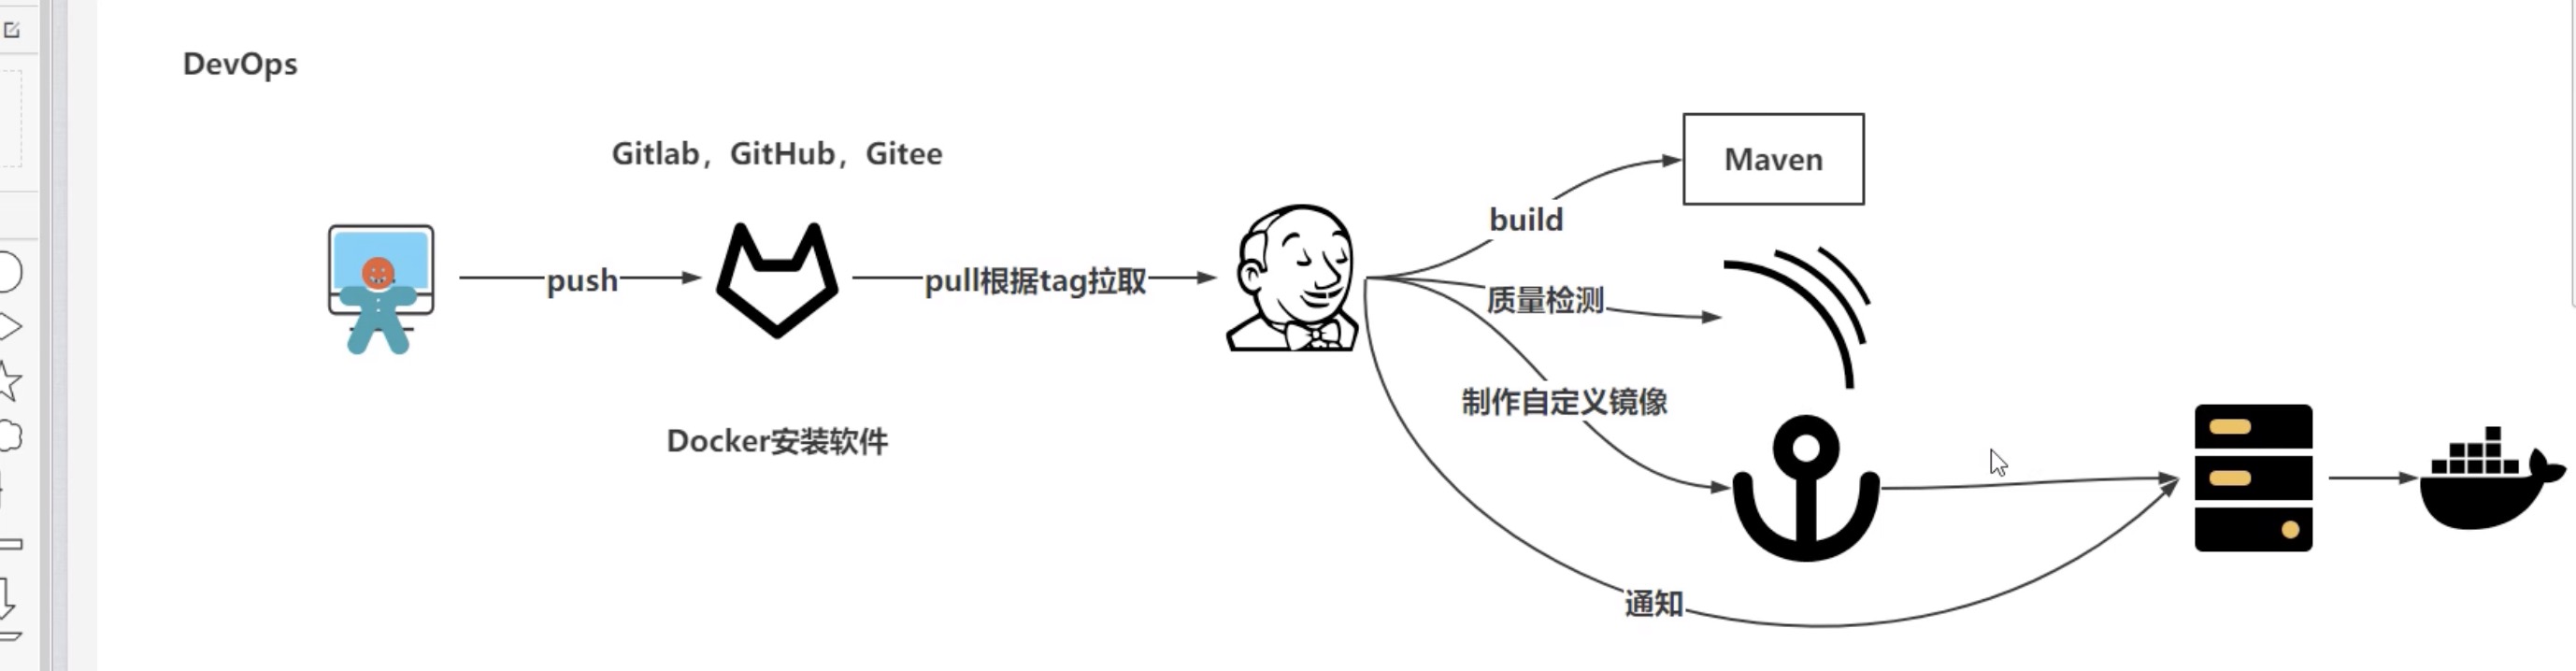 DevOps
Gitlab，GitHub，Gitee
Maven
build
push
pull根据tag拉取
质量检测
制作自定义镜像
Docker安装软件
通知